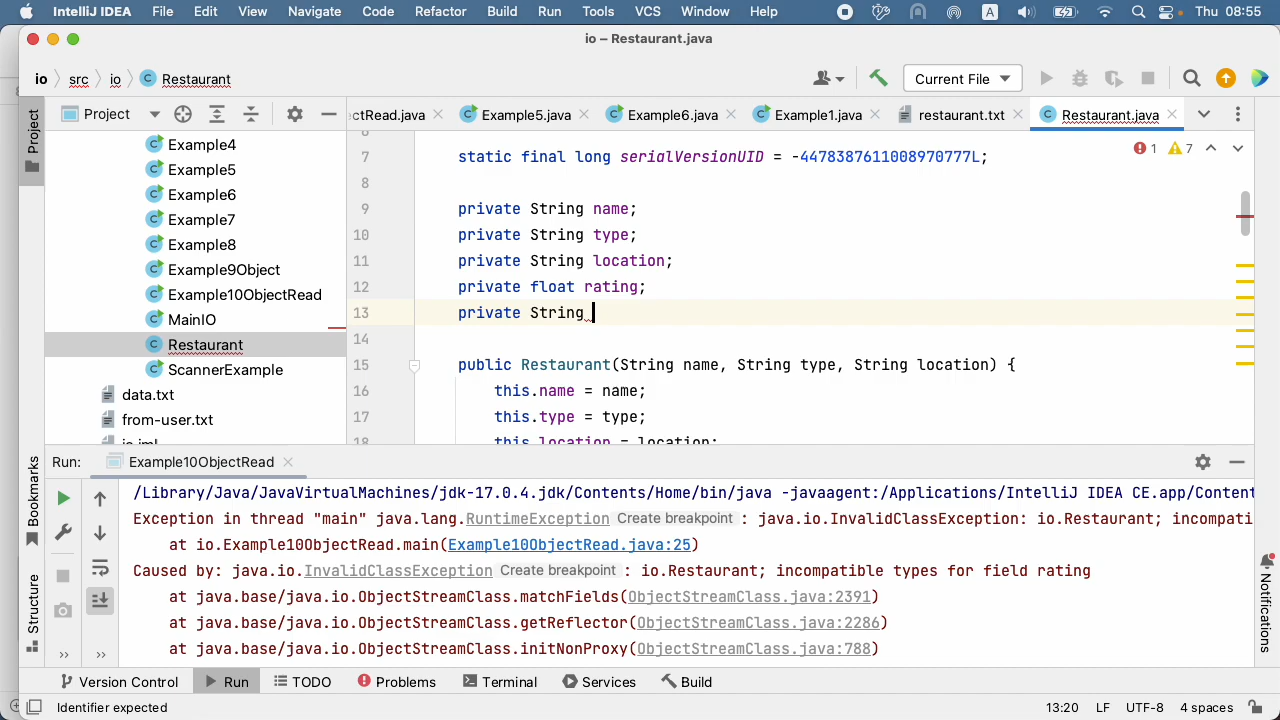 IntelliJ IDEA File Edit View Navigate Code Refactor Build Run Tools VCS Window Help A Thu 08:55
io – Restaurant.java
io src io C Restaurant Current File
Project ctRead.java C Example5.java C Example6.java C Example1.java restaurant.txt C Restaurant.java
Project
Example4
Example5
Example6
Example7
Example8
Example9Object
Example10ObjectRead
MainIO
Restaurant
ScannerExample
data.txt
from-user.txt
io.iml
6
7 static final long serialVersionUID = -4478387611008970777L;
1 7
8
9 private String name;
10 private String type;
11 private String location;
12 private float rating;
13 private String
14
15 public Restaurant(String name, String type, String location) {
16 this.name = name;
17 this.type = type;
18 this.location = location;
Run: Example10ObjectRead
/Library/Java/JavaVirtualMachines/jdk-17.0.4.jdk/Contents/Home/bin/java -javaagent:/Applications/IntelliJ IDEA CE.app/Content
Exception in thread "main" java.lang.RuntimeException Create breakpoint : java.io.InvalidClassException: io.Restaurant; incompati
at io.Example10ObjectRead.main(Example10ObjectRead.java:25)
Caused by: java.io.InvalidClassException Create breakpoint : io.Restaurant; incompatible types for field rating
at java.base/java.io.ObjectStreamClass.matchFields(ObjectStreamClass.java:2391)
at java.base/java.io.ObjectStreamClass.getReflector(ObjectStreamClass.java:2286)
at java.base/java.io.ObjectStreamClass.initNonProxy(ObjectStreamClass.java:788)
Bookmarks
Structure
Notifications
Version Control Run TODO Problems Terminal Services Build
Identifier expected 13:20 LF UTF-8 4 spaces